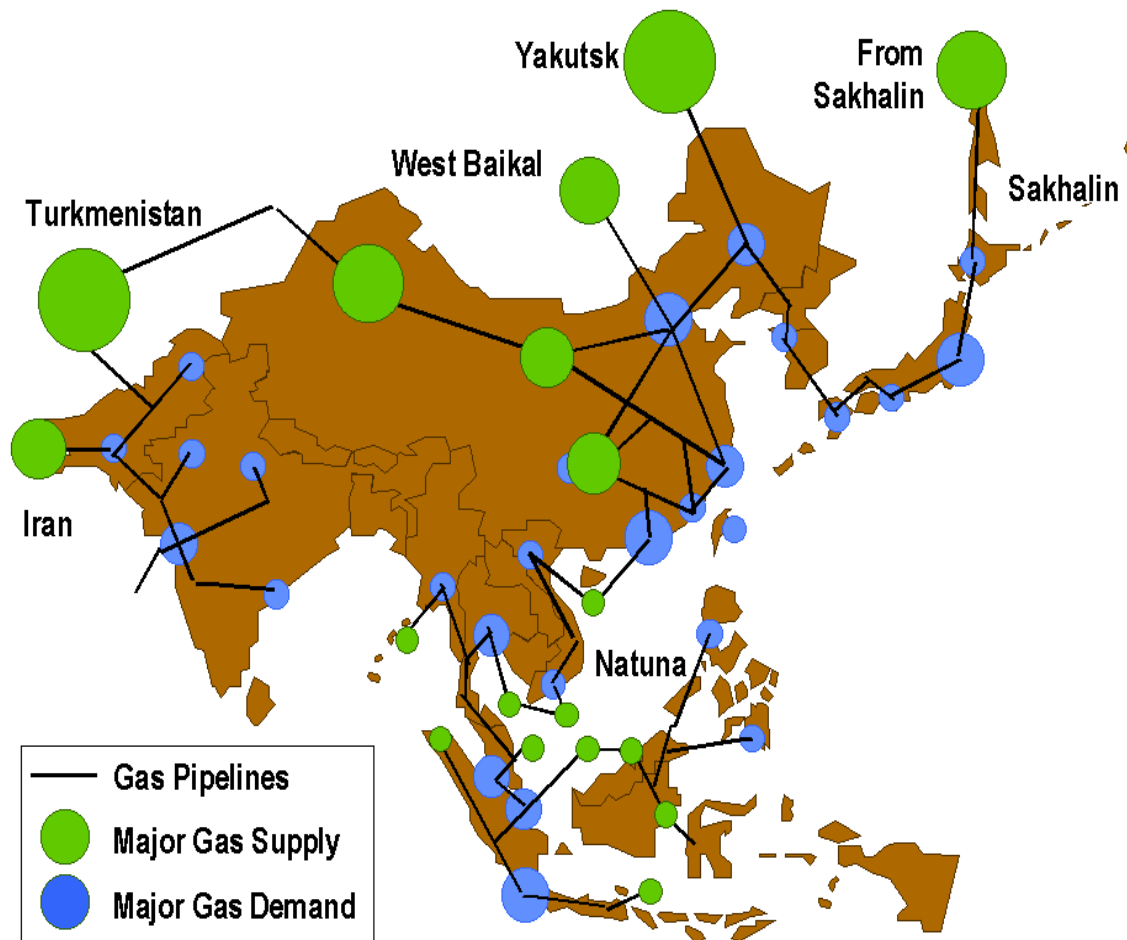 Yakutsk
From
Sakhalin
West Baikal
Sakhalin
Turkmenistan
Iran
Natuna
Gas Pipelines
Major Gas Supply
Major Gas Demand